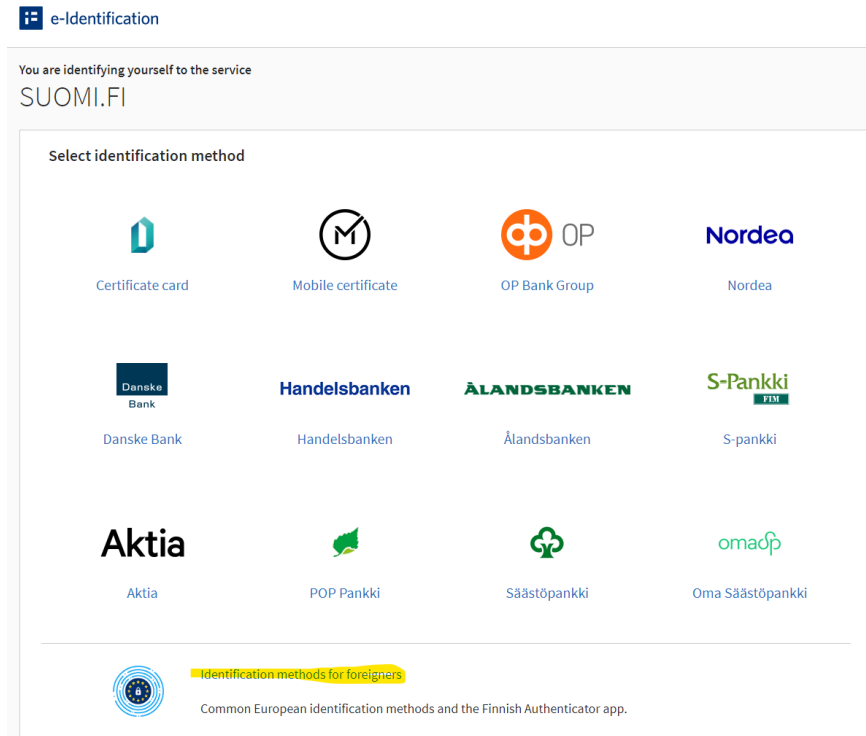 e-Identification
You are identifying yourself to the service
SUOMI.FI
Select identification method
OP
Nordea
Certificate card
Mobile certificate
OP Bank Group
Nordea
Danske
Bank
Handelsbanken
ÅLANDSBANKEN
S-Pankki
FIM
Danske Bank
Handelsbanken
Ålandsbanken
S-pankki
Aktia
omasp
Aktia
POP Pankki
Säästöpankki
Oma Säästöpankki
Identification methods for foreigners
Common European identification methods and the Finnish Authenticator app.